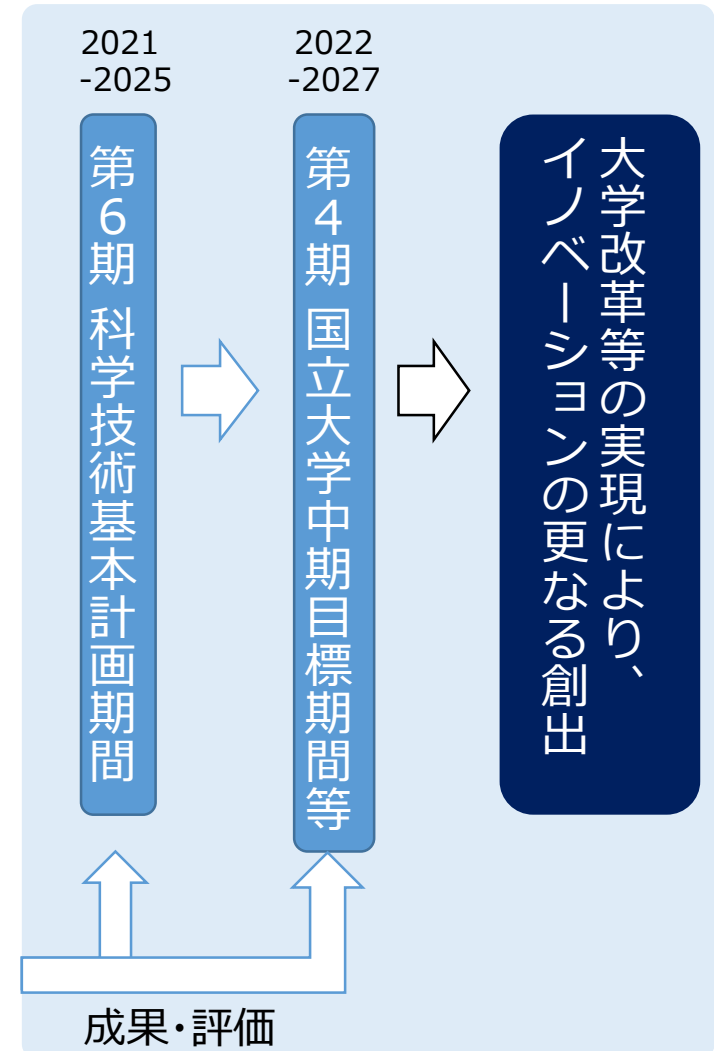 2021
-2025
2022
-2027
第6期 科学技術基本計画期間
第4期 国立大学中期目標期間等
大学改革等の実現により、
イノベーションの更なる創出
成果・評価